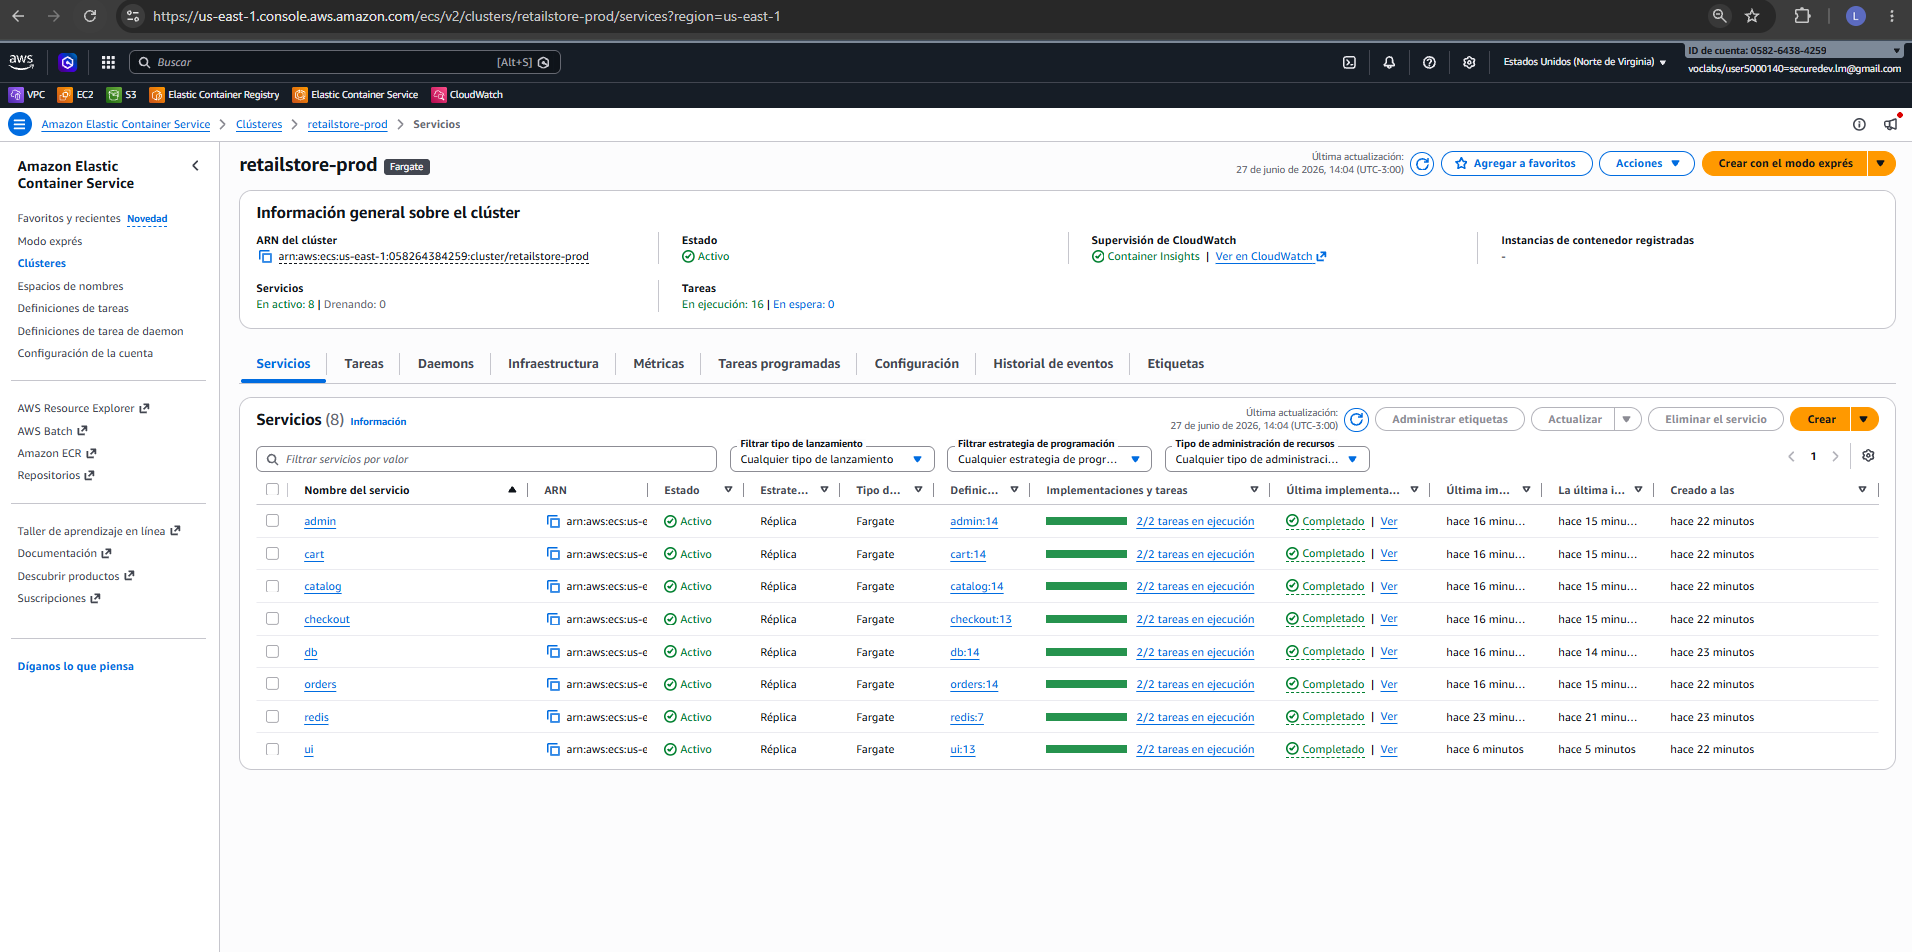 https://us-east-1.console.aws.amazon.com/ecs/v2/clusters/retailstore-prod/services?region=us-east-1
L
aws
Buscar [Alt+S]
Estados Unidos (Norte de Virginia)
ID de cuenta: 0582-6438-4259
voclabs/user5000140=securedev.lm@gmail.com
VPC EC2 S3 Elastic Container Registry Elastic Container Service CloudWatch
Amazon Elastic Container Service Clústeres retailstore-prod Servicios
Amazon Elastic
Container Service
Favoritos y recientes Novedad
Modo exprés
Clústeres
Espacios de nombres
Definiciones de tareas
Definiciones de tarea de daemon
Configuración de la cuenta
AWS Resource Explorer
AWS Batch
Amazon ECR
Repositorios
Taller de aprendizaje en línea
Documentación
Descubrir productos
Suscripciones
Díganos lo que piensa
retailstore-prod Fargate
Última actualización:
27 de junio de 2026, 14:04 (UTC-3:00)
Agregar a favoritos Acciones Crear con el modo exprés
Información general sobre el clúster
ARN del clúster
arn:aws:ecs:us-east-1:058264384259:cluster/retailstore-prod
Estado
Activo
Supervisión de CloudWatch
Container Insights | Ver en CloudWatch
Instancias de contenedor registradas
-
Servicios
En activo: 8 | Drenando: 0
Tareas
En ejecución: 16 | En espera: 0
Servicios Tareas Daemons Infraestructura Métricas Tareas programadas Configuración Historial de eventos Etiquetas
Servicios (8) Información
Última actualización:
27 de junio de 2026, 14:04 (UTC-3:00)
Administrar etiquetas Actualizar Eliminar el servicio Crear
Filtrar servicios por valor
Filtrar tipo de lanzamiento
Cualquier tipo de lanzamiento
Filtrar estrategia de programación
Cualquier estrategia de progr...
Tipo de administración de recursos
Cualquier tipo de administraci...
1
Nombre del servicio ARN Estado Estrate... Tipo d... Definic... Implementaciones y tareas Última implementa... Última im... La última i... Creado a las
admin arn:aws:ecs:us-e Activo Réplica Fargate admin:14 2/2 tareas en ejecución Completado | Ver hace 16 minu... hace 15 minu... hace 22 minutos
cart arn:aws:ecs:us-e Activo Réplica Fargate cart:14 2/2 tareas en ejecución Completado | Ver hace 16 minu... hace 15 minu... hace 22 minutos
catalog arn:aws:ecs:us-e Activo Réplica Fargate catalog:14 2/2 tareas en ejecución Completado | Ver hace 16 minu... hace 15 minu... hace 22 minutos
checkout arn:aws:ecs:us-e Activo Réplica Fargate checkout:13 2/2 tareas en ejecución Completado | Ver hace 16 minu... hace 15 minu... hace 22 minutos
db arn:aws:ecs:us-e Activo Réplica Fargate db:14 2/2 tareas en ejecución Completado | Ver hace 16 minu... hace 14 minu... hace 23 minutos
orders arn:aws:ecs:us-e Activo Réplica Fargate orders:14 2/2 tareas en ejecución Completado | Ver hace 16 minu... hace 15 minu... hace 22 minutos
redis arn:aws:ecs:us-e Activo Réplica Fargate redis:7 2/2 tareas en ejecución Completado | Ver hace 23 minu... hace 21 minu... hace 23 minutos
ui arn:aws:ecs:us-e Activo Réplica Fargate ui:13 2/2 tareas en ejecución Completado | Ver hace 6 minutos hace 5 minutos hace 22 minutos